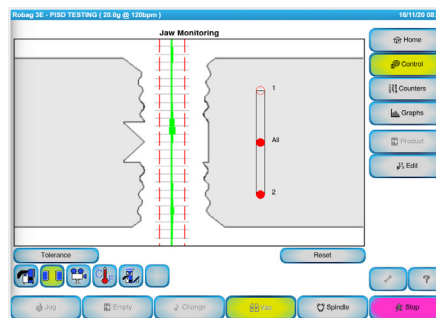 Robag 3E - PISD TESTING ( 20.0g @ 120bpm )
16/11/20 08
Jaw Monitoring
1
All
2
Tolerance
Reset
Home
Control
Counters
Graphs
Product
Edit
?
Jog
Empty
Change
Vac
Spindle
Stop